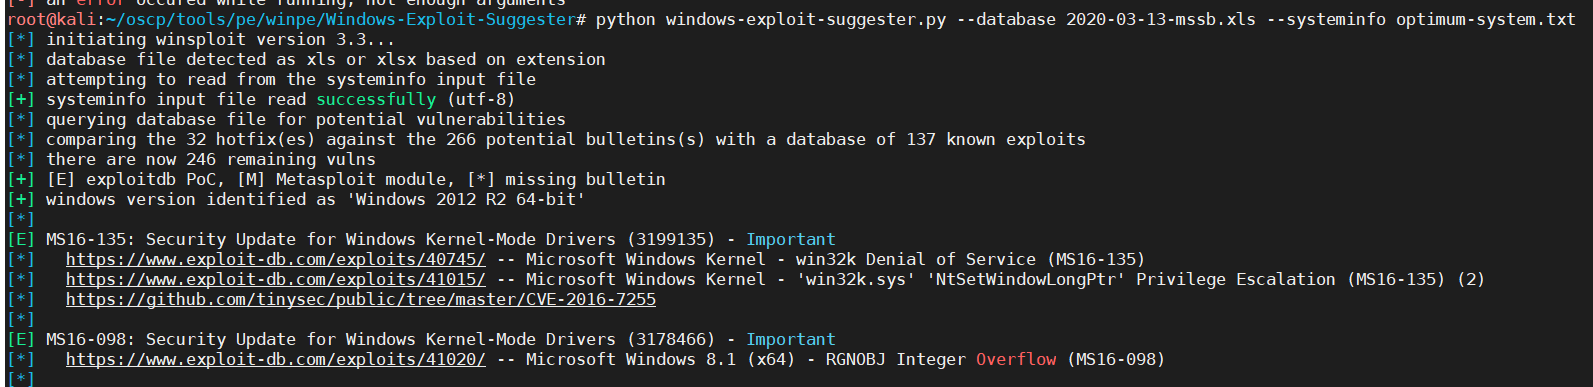 [-] an error occured while running, not enough arguments
root@kali:~/oscp/tools/pe/winpe/Windows-Exploit-Suggester# python windows-exploit-suggester.py --database 2020-03-13-mssb.xls --systeminfo optimum-system.txt
[*] initiating winsploit version 3.3...
[*] database file detected as xls or xlsx based on extension
[*] attempting to read from the systeminfo input file
[+] systeminfo input file read successfully (utf-8)
[*] querying database file for potential vulnerabilities
[*] comparing the 32 hotfix(es) against the 266 potential bulletins(s) with a database of 137 known exploits
[*] there are now 246 remaining vulns
[+] [E] exploitdb PoC, [M] Metasploit module, [*] missing bulletin
[+] windows version identified as 'Windows 2012 R2 64-bit'
[*]
[E] MS16-135: Security Update for Windows Kernel-Mode Drivers (3199135) - Important
[*]   https://www.exploit-db.com/exploits/40745/ -- Microsoft Windows Kernel - win32k Denial of Service (MS16-135)
[*]   https://www.exploit-db.com/exploits/41015/ -- Microsoft Windows Kernel - 'win32k.sys' 'NtSetWindowLongPtr' Privilege Escalation (MS16-135) (2)
[*]   https://github.com/tinysec/public/tree/master/CVE-2016-7255
[*]
[E] MS16-098: Security Update for Windows Kernel-Mode Drivers (3178466) - Important
[*]   https://www.exploit-db.com/exploits/41020/ -- Microsoft Windows 8.1 (x64) - RGNOBJ Integer Overflow (MS16-098)
[*]